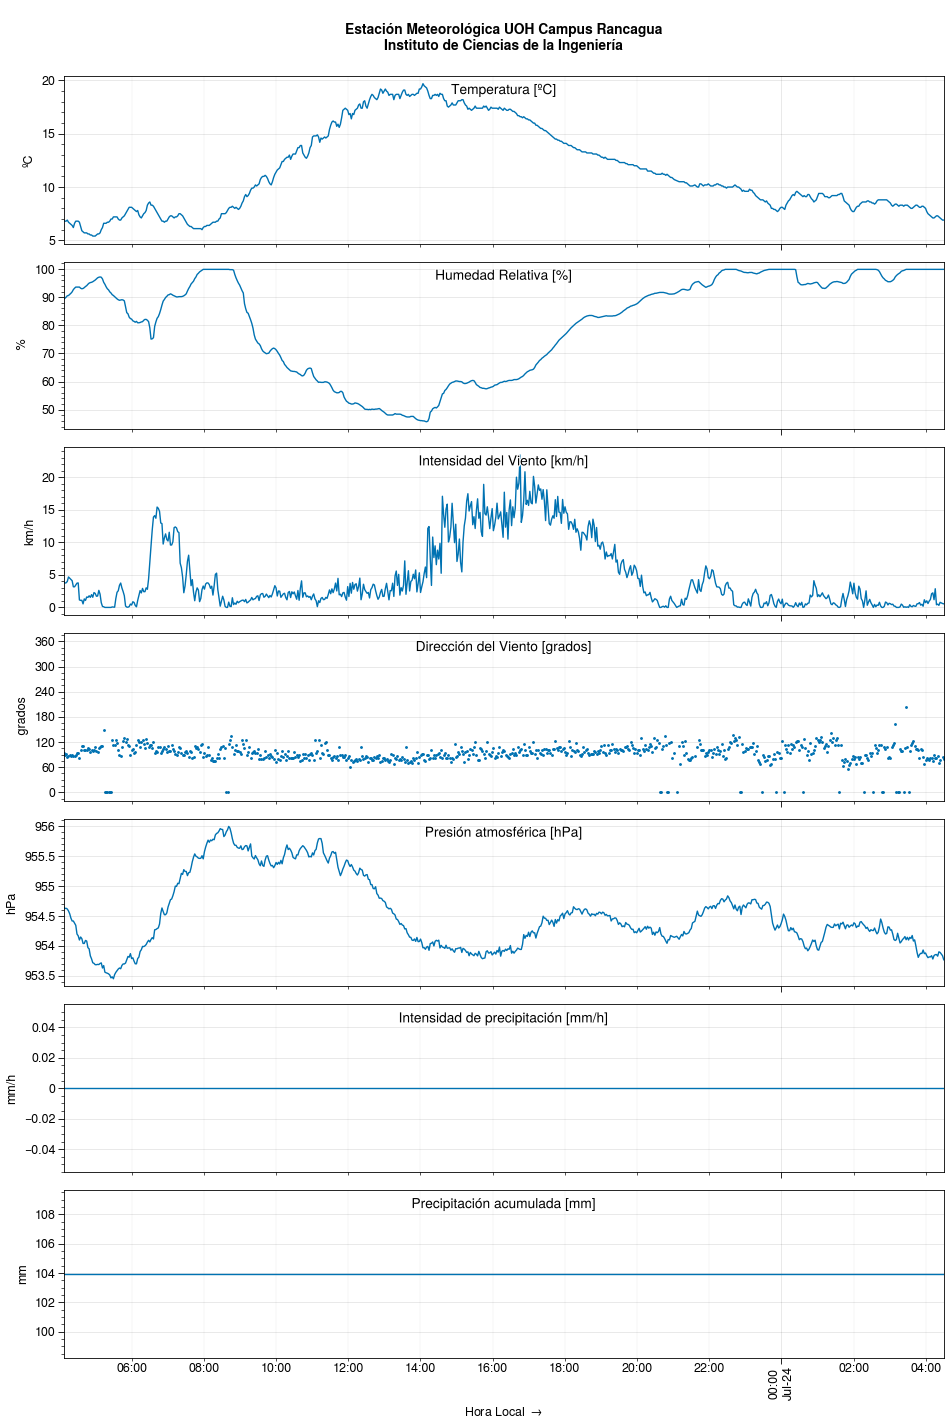 Estación Meteorológica UOH Campus Rancagua
Instituto de Ciencias de la Ingeniería
Temperatura [ºC]
20
15
10
5
ºC
Humedad Relativa [%]
100
90
80
70
60
50
%
Intensidad del Viento [km/h]
20
15
10
5
0
km/h
Dirección del Viento [grados]
360
300
240
180
120
60
0
grados
Presión atmosférica [hPa]
956
955.5
955
954.5
954
953.5
hPa
Intensidad de precipitación [mm/h]
0.04
0.02
0
−0.02
−0.04
mm/h
Precipitación acumulada [mm]
108
106
104
102
100
mm
06:00 08:00 10:00 12:00 14:00 16:00 18:00 20:00 22:00 00:00 02:00 04:00
Jul-24
Hora Local →